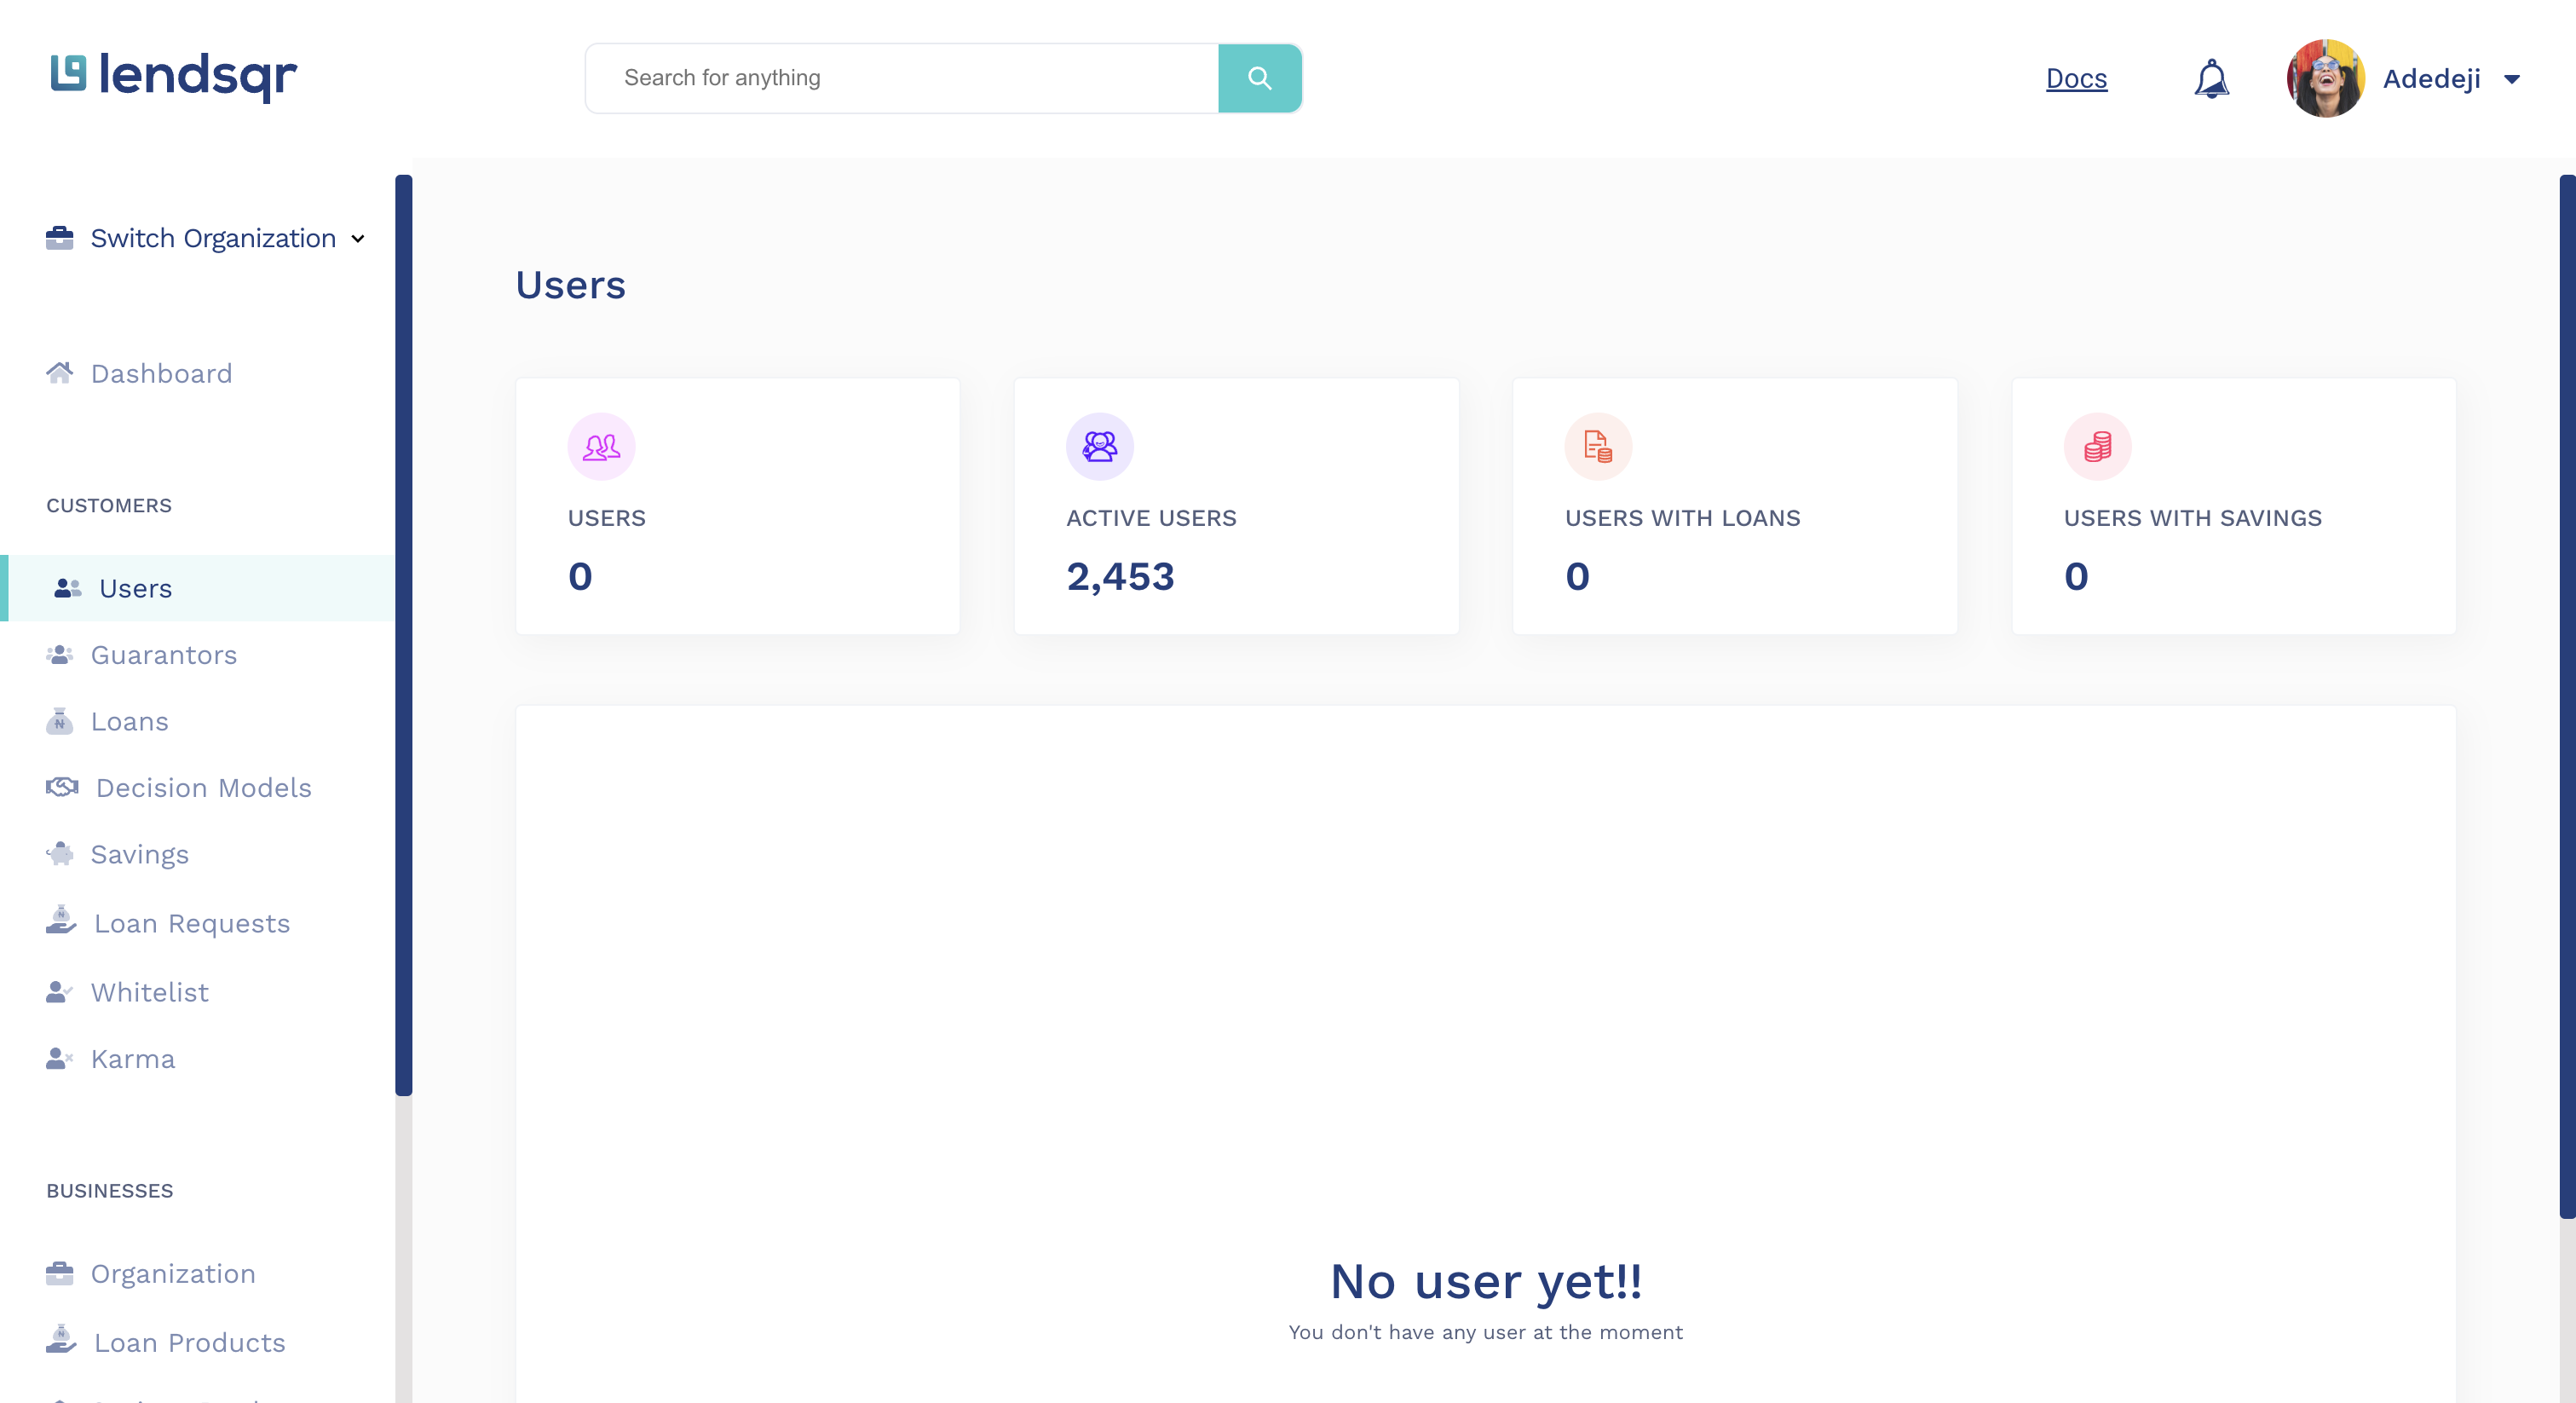 lendsqr
Search for anything
Docs
Adedeji
Switch Organization
Dashboard
CUSTOMERS
Users
Guarantors
Loans
Decision Models
Savings
Loan Requests
Whitelist
Karma
BUSINESSES
Organization
Loan Products
Users
USERS
0
ACTIVE USERS
2,453
USERS WITH LOANS
0
USERS WITH SAVINGS
0
No user yet!!
You don't have any user at the moment